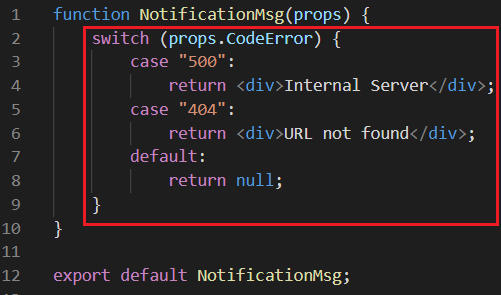 1 function NotificationMsg(props) {
2 switch (props.CodeError) {
3 case "500":
4 return <div>Internal Server</div>;
5 case "404":
6 return <div>URL not found</div>;
7 default:
8 return null;
9 }
10 }
11
12 export default NotificationMsg;